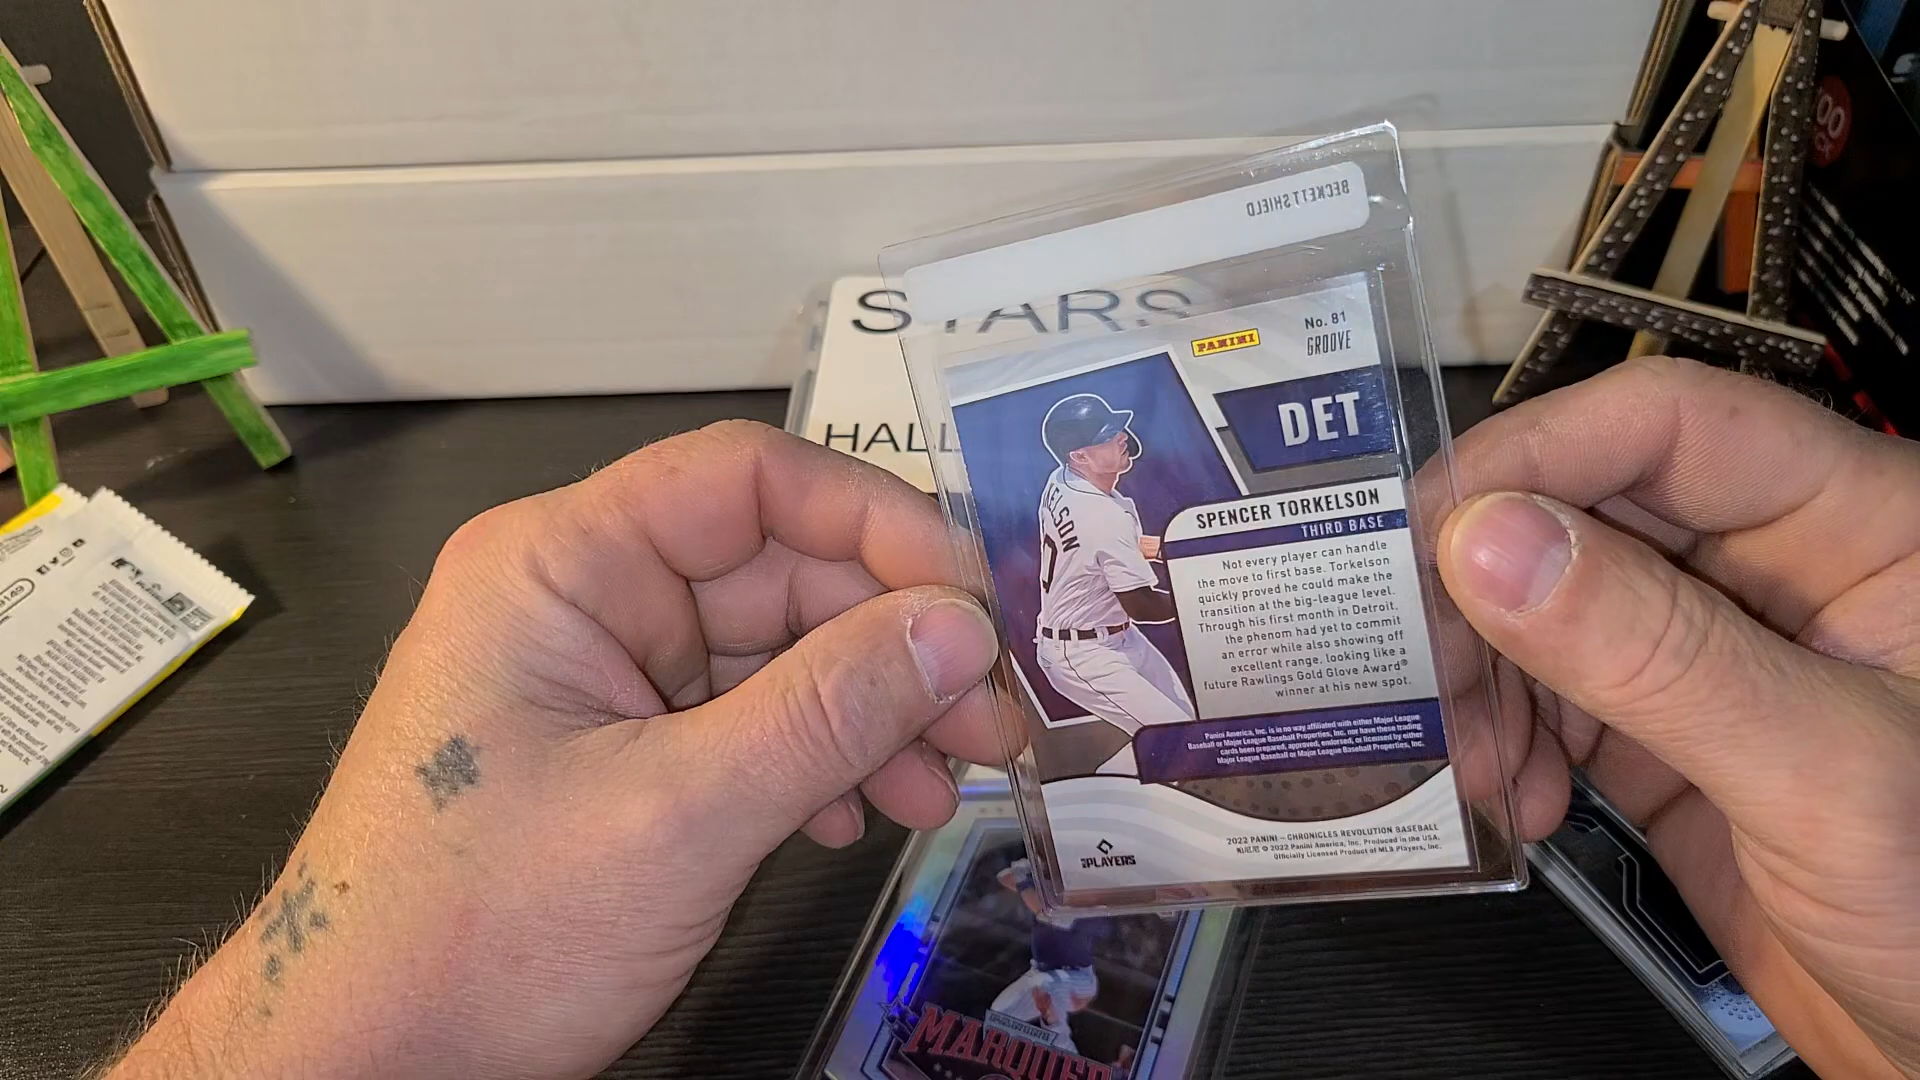 BECKETT SHIELD
STARS
HALL
PANINI
No. 81
GROOVE
DET
ELSON
SPENCER TORKELSON
THIRD BASE
Not every player can handle
the move to first base. Torkelson
quickly proved he could make the
transition at the big-league level.
Through his first month in Detroit,
the phenom had yet to commit
an error while also showing off
excellent range, looking like a
future Rawlings Gold Glove Award®
winner at his new spot.
Panini America, Inc. is in no way affiliated with either Major League
Baseball or Major League Baseball Properties, Inc. nor have these trading
cards been prepared, approved, endorsed, or licensed by either
Major League Baseball or Major League Baseball Properties, Inc.
2022 PANINI – CHRONICLES REVOLUTION BASEBALL
© 2022 Panini America, Inc. Produced in the USA.
Officially Licensed Product of MLB Players, Inc.
MLB PLAYERS
MARQUEE